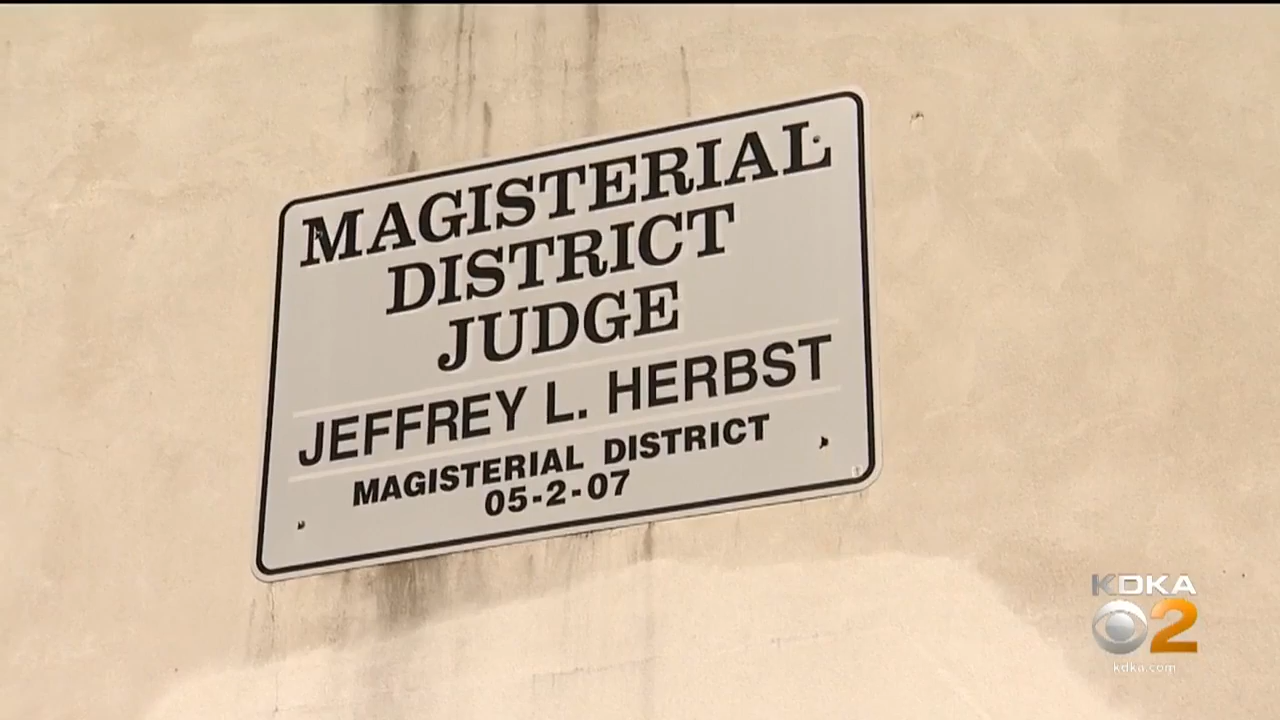 MAGISTERIAL
DISTRICT
JUDGE
JEFFREY L. HERBST
MAGISTERIAL DISTRICT
05-2-07
KDKA
2
kdka.com